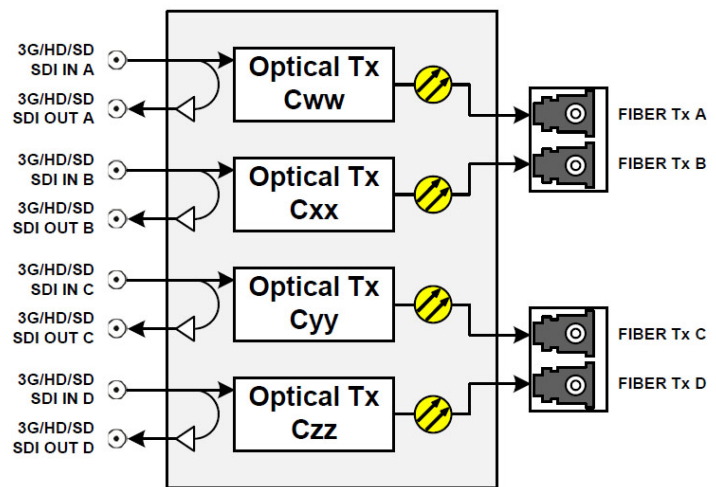 3G/HD/SD
SDI IN A
3G/HD/SD
SDI OUT A
Optical Tx
Cww
FIBER Tx A
3G/HD/SD
SDI IN B
3G/HD/SD
SDI OUT B
Optical Tx
Cxx
FIBER Tx B
3G/HD/SD
SDI IN C
3G/HD/SD
SDI OUT C
Optical Tx
Cyy
FIBER Tx C
3G/HD/SD
SDI IN D
3G/HD/SD
SDI OUT D
Optical Tx
Czz
FIBER Tx D